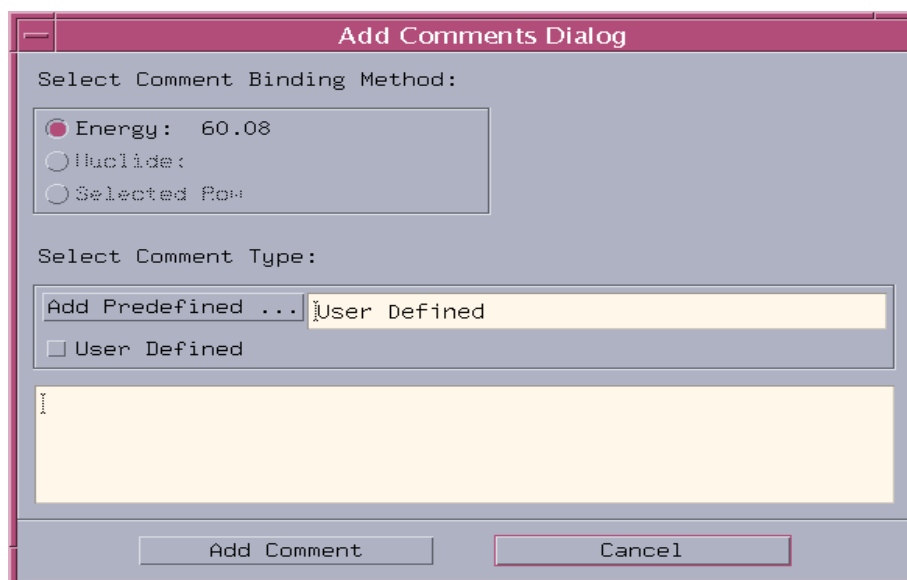 Add Comments Dialog
Select Comment Binding Method:
Energy: 60.08
Nuclide:
Selected Row
Select Comment Type:
Add Predefined ... User Defined
User Defined
Add Comment Cancel